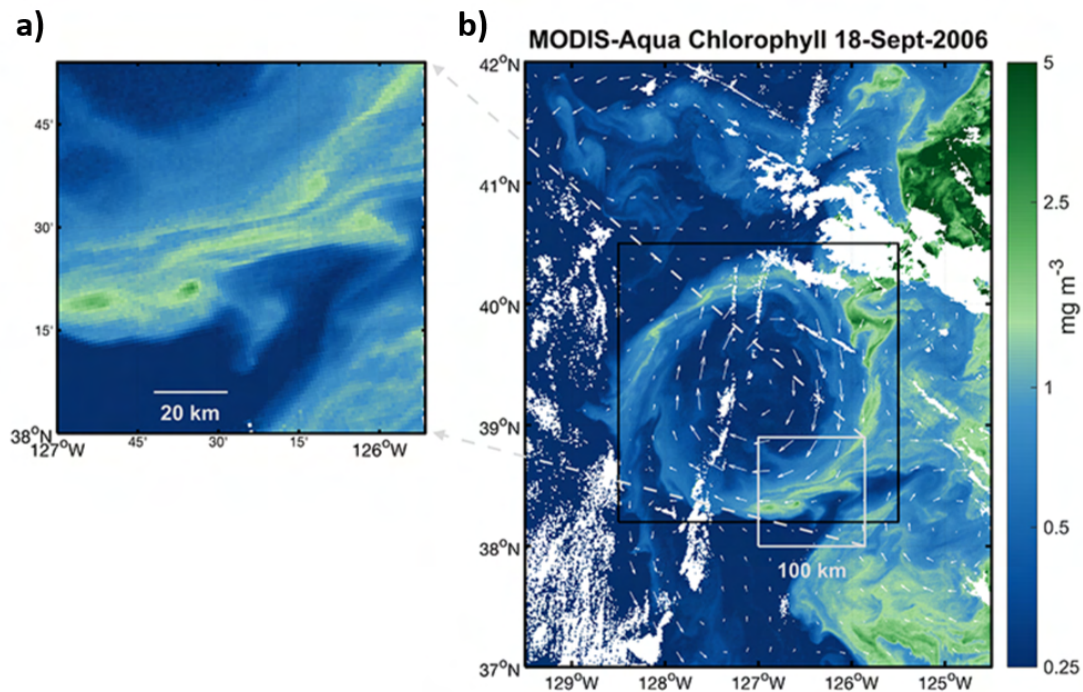 a)
45'
30'
15'
38°N
127°W
45'
30'
15'
126°W
20 km
b)
MODIS-Aqua Chlorophyll 18-Sept-2006
42°N
41°N
40°N
39°N
38°N
37°N
129°W
128°W
127°W
126°W
125°W
100 km
5
2.5
1
0.5
0.25
mg m⁻³